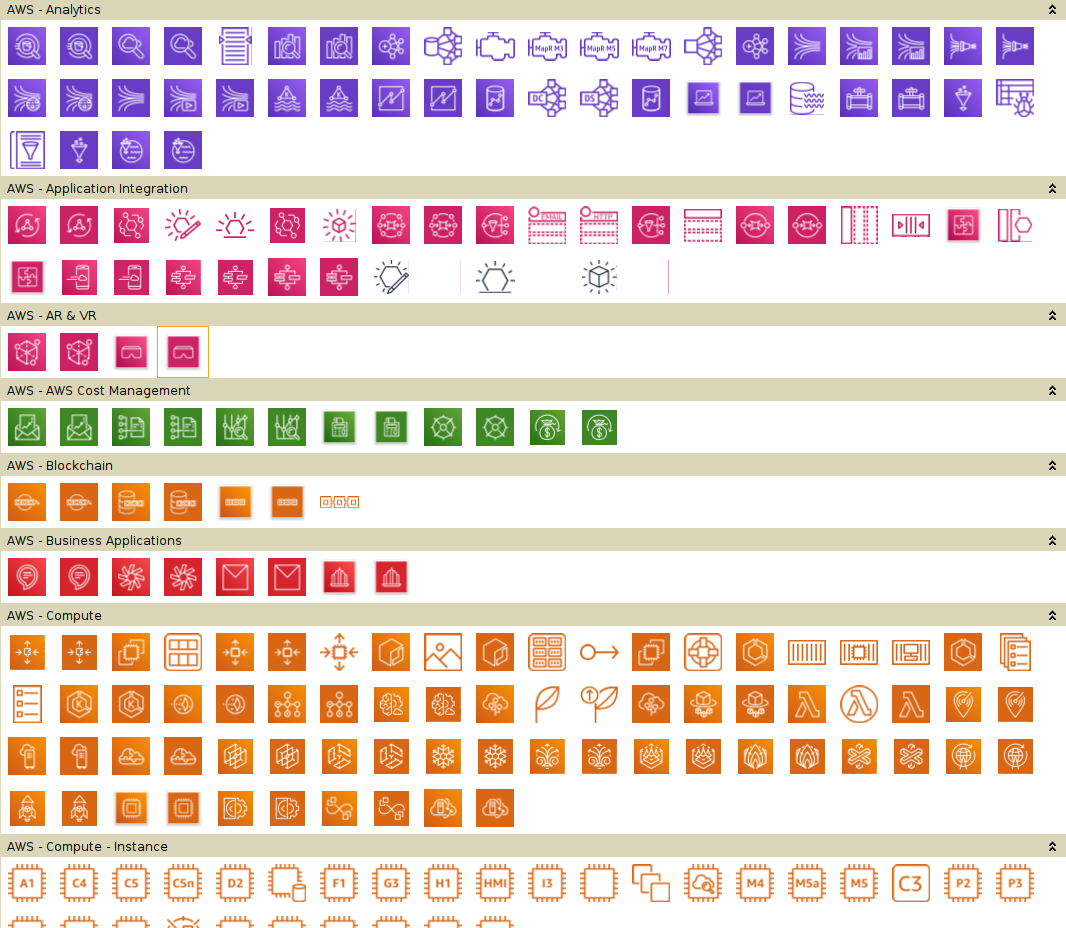 AWS - Analytics
MapR M3 MapR M5 MapR M7
DC DS
AWS - Application Integration
EMAIL HTTP
AWS - AR & VR
AWS - AWS Cost Management
$ $
AWS - Blockchain
AWS - Business Applications
AWS - Compute
K K
λ λ λ
AWS - Compute - Instance
A1 C4 C5 C5n D2 F1 G3 H1 HMI I3 M4 M5a M5 C3 P2 P3